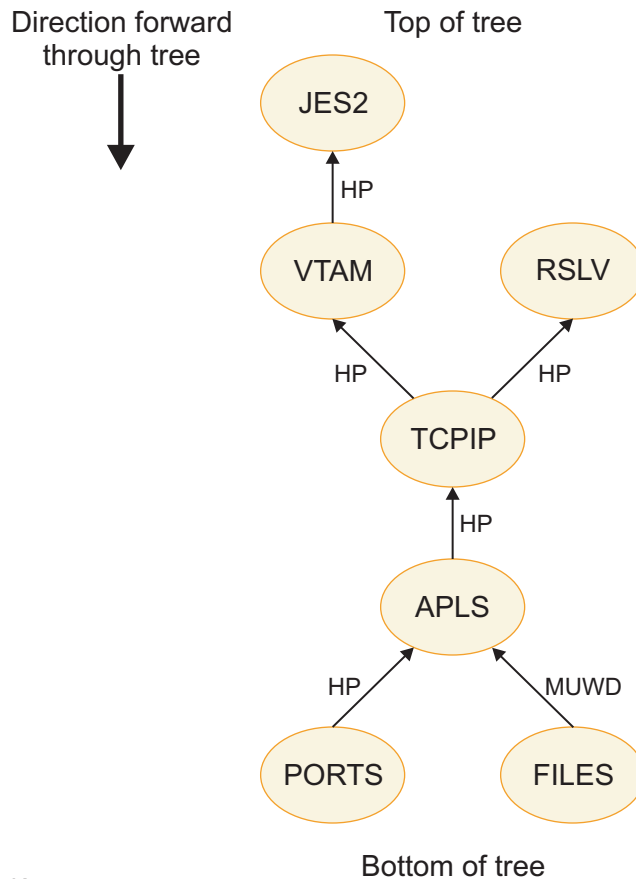 Direction forward
through tree
Top of tree
JES2
HP
VTAM
RSLV
HP
HP
TCPIP
HP
APLS
HP
MUWD
PORTS
FILES
Bottom of tree